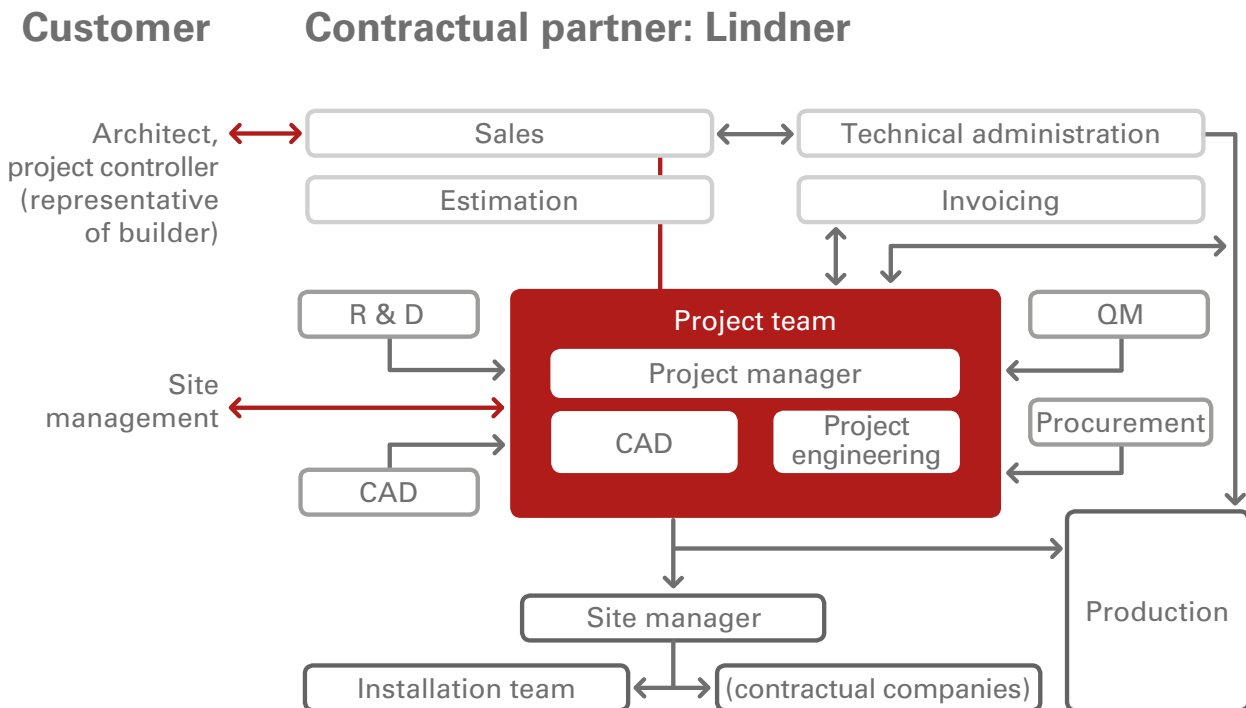 Customer
Contractual partner: Lindner
Architect,
project controller
(representative
of builder)
Sales
Technical administration
Estimation
Invoicing
R & D
Project team
QM
Project manager
Site
management
CAD
Project
engineering
Procurement
CAD
Site manager
Production
Installation team
(contractual companies)